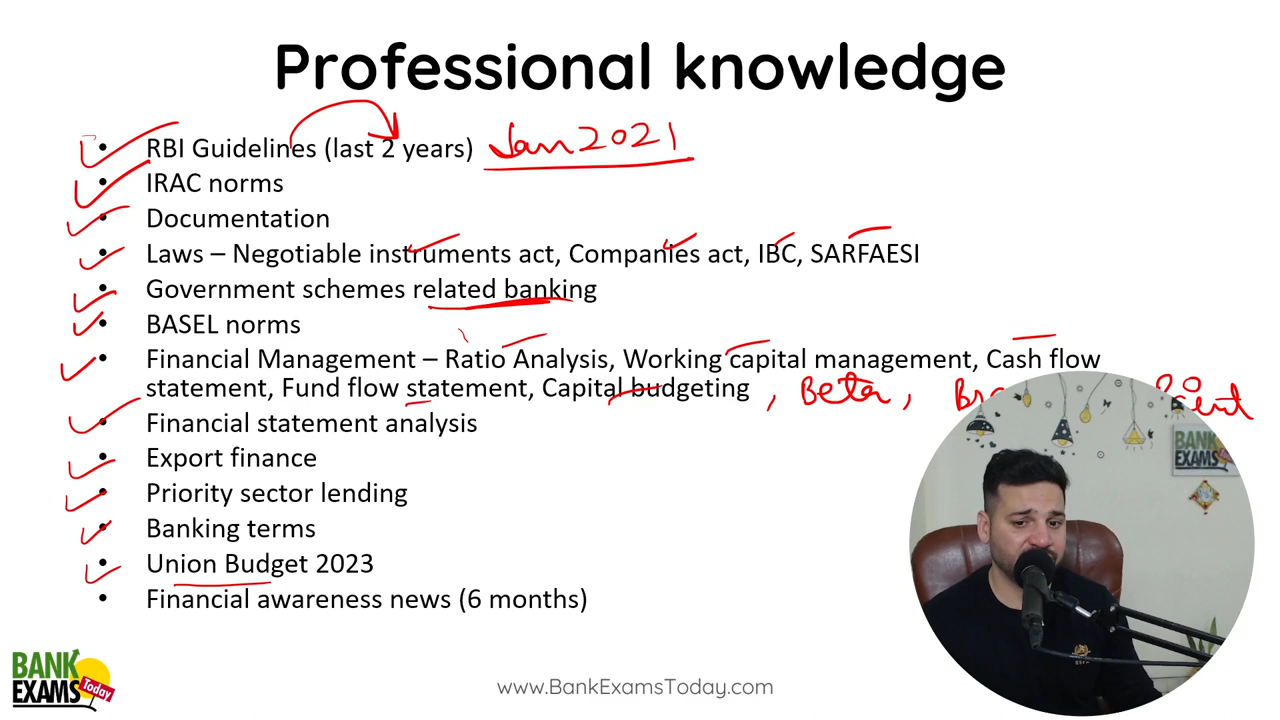 Professional knowledge
• RBI Guidelines (last 2 years) Jan 2021
• IRAC norms
• Documentation
• Laws – Negotiable instruments act, Companies act, IBC, SARFAESI
• Government schemes related banking
• BASEL norms
• Financial Management – Ratio Analysis, Working capital management, Cash flow
statement, Fund flow statement, Capital budgeting , Beta,
• Financial statement analysis
• Export finance
• Priority sector lending
• Banking terms
• Union Budget 2023
• Financial awareness news (6 months)
BANK
EXAMS
BANK
EXAMS
Today
www.BankExamsToday.com